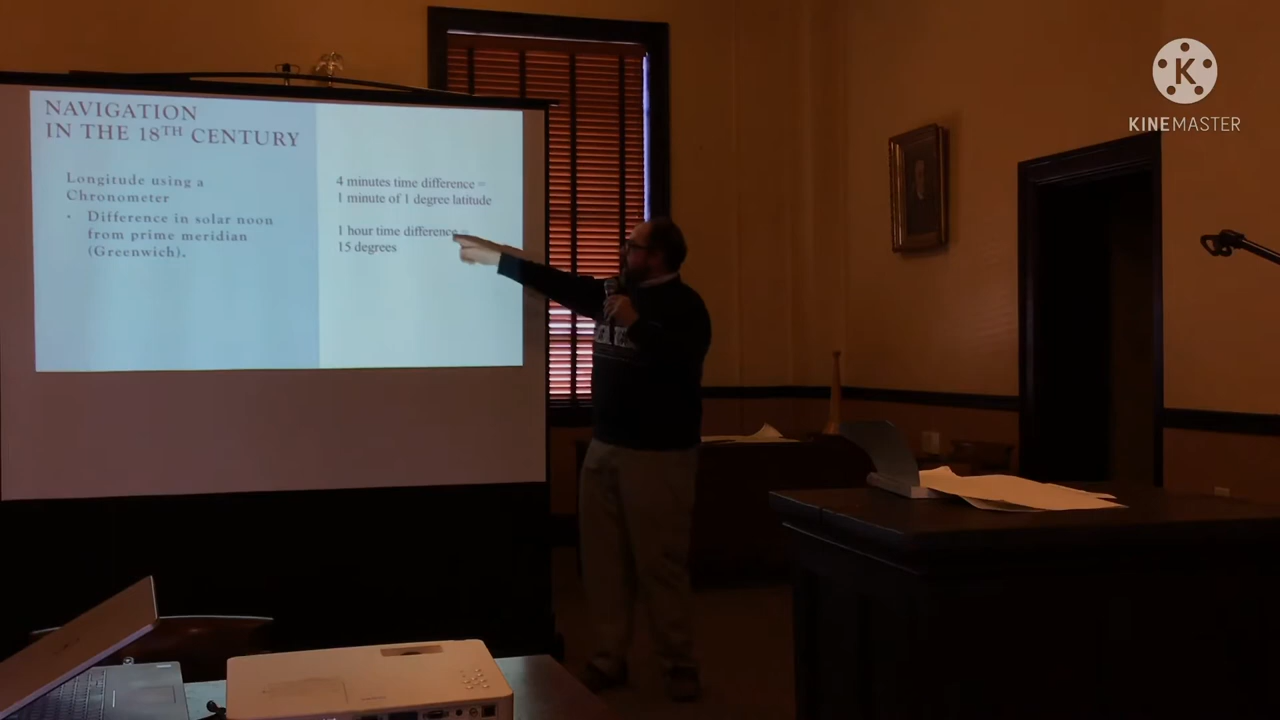 NAVIGATION
IN THE 18TH CENTURY
Longitude using a
Chronometer
• Difference in solar noon
from prime meridian
(Greenwich).
4 minutes time difference =
1 minute of 1 degree latitude
1 hour time difference =
15 degrees
K
KINEMASTER